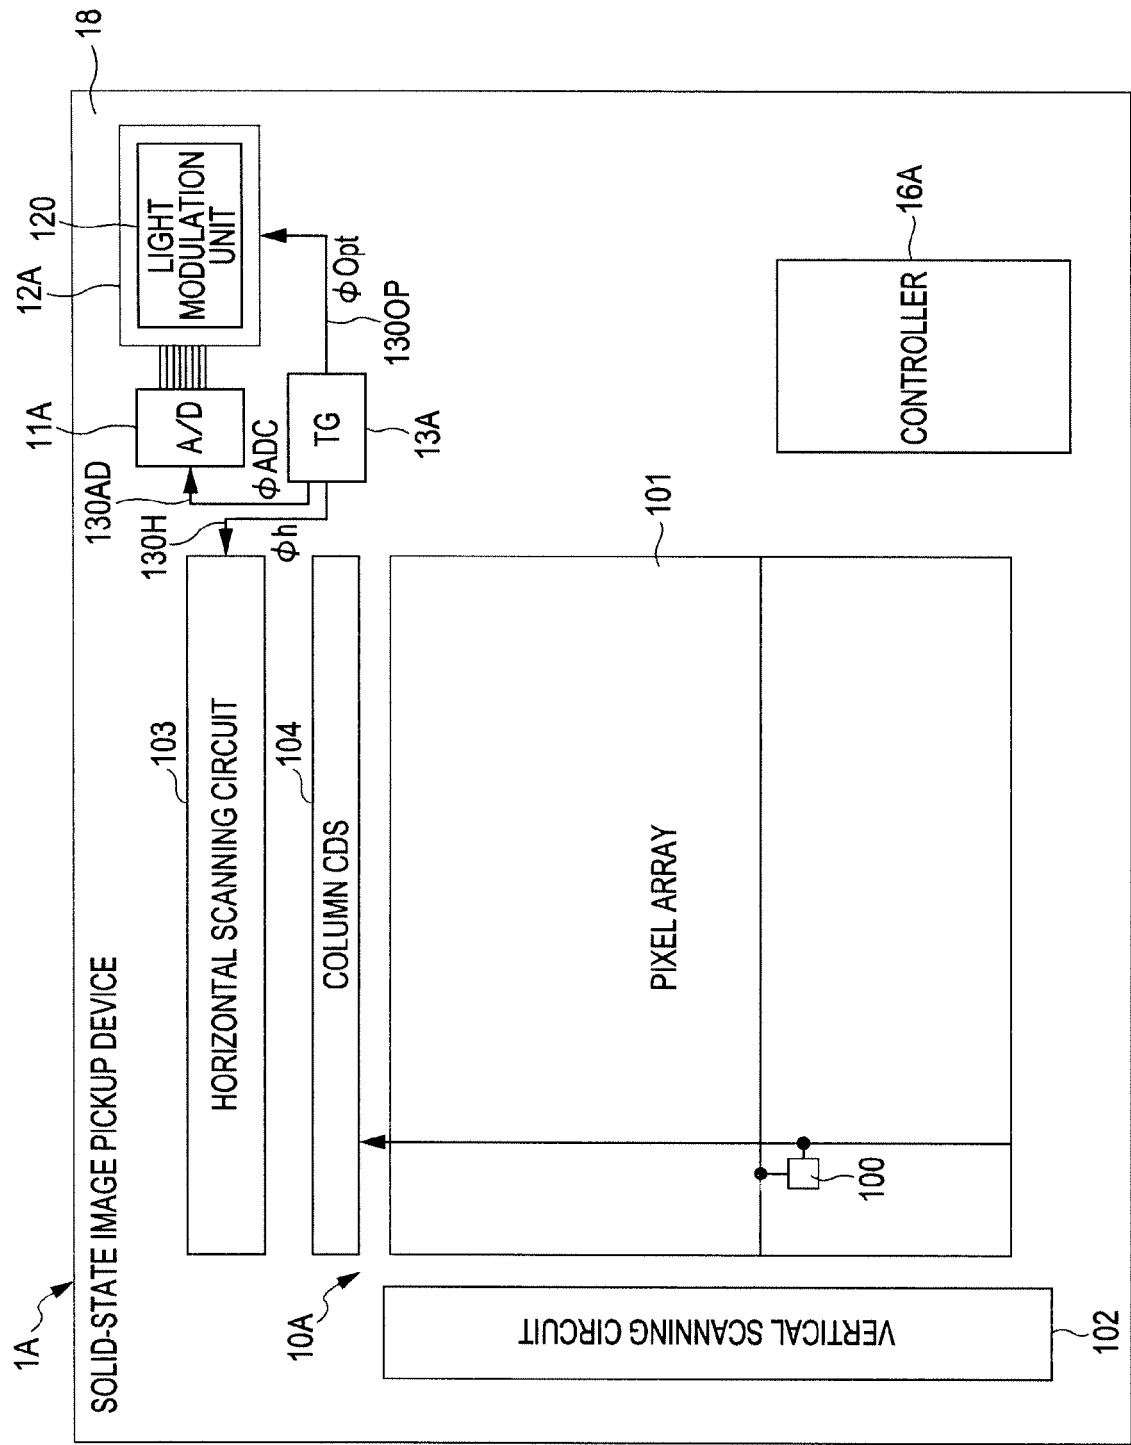 1A
SOLID-STATE IMAGE PICKUP DEVICE
18
103
HORIZONTAL SCANNING CIRCUIT
130H
130AD
11A
A/D
12A
120
LIGHT
MODULATION
UNIT
ϕh
ϕADC
TG
13A
130OP
ϕOpt
104
COLUMN CDS
10A
PIXEL ARRAY
101
100
VERTICAL SCANNING CIRCUIT
102
CONTROLLER
16A